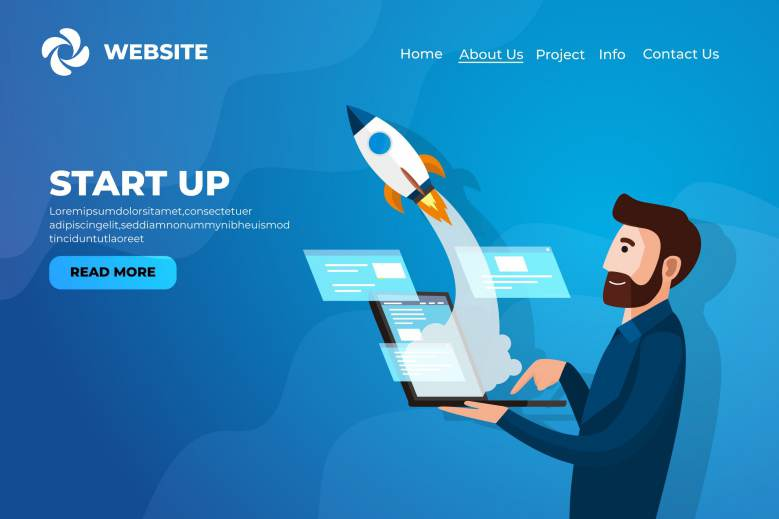 WEBSITE
Home About Us Project Info Contact Us
START UP
Loremipsumdolorsitamet,consectetuer
adipiscingelit,seddiamnonummynibheuismod
tinciduntutlaoreet
READ MORE